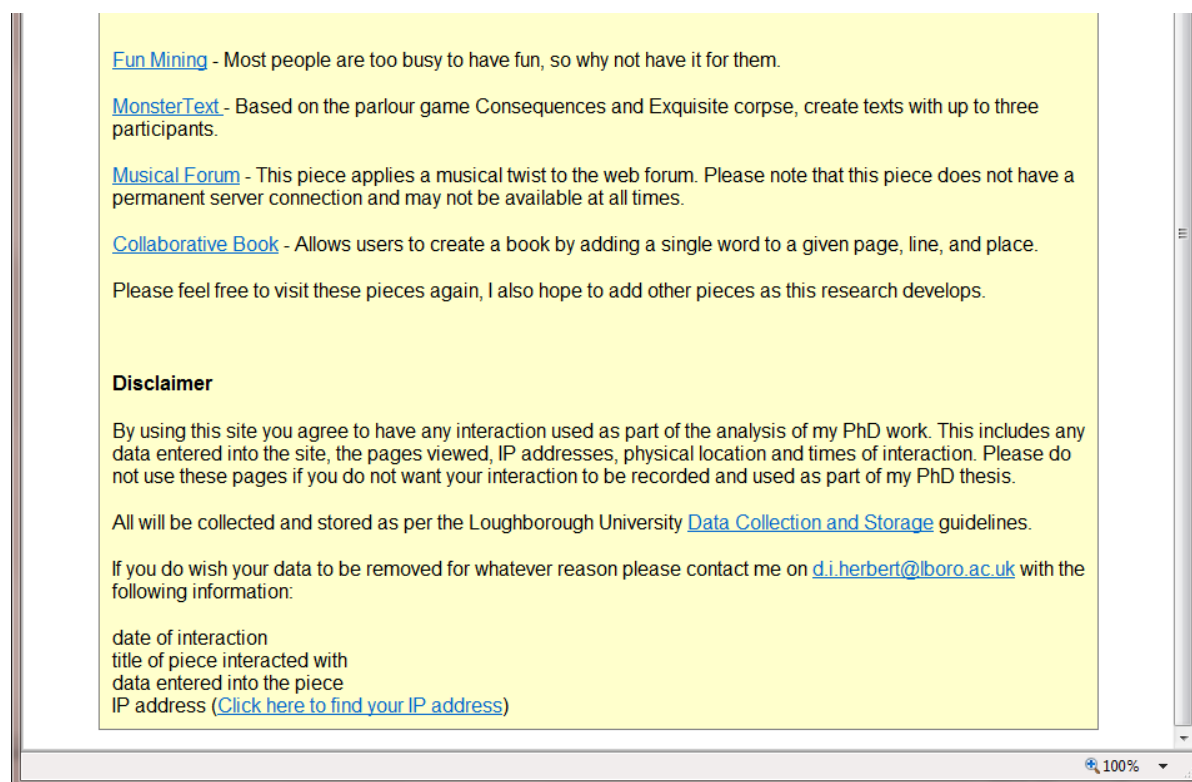 Fun Mining - Most people are too busy to have fun, so why not have it for them.
MonsterText - Based on the parlour game Consequences and Exquisite corpse, create texts with up to three
participants.
Musical Forum - This piece applies a musical twist to the web forum. Please note that this piece does not have a
permanent server connection and may not be available at all times.
Collaborative Book - Allows users to create a book by adding a single word to a given page, line, and place.
Please feel free to visit these pieces again, I also hope to add other pieces as this research develops.
Disclaimer
By using this site you agree to have any interaction used as part of the analysis of my PhD work. This includes any
data entered into the site, the pages viewed, IP addresses, physical location and times of interaction. Please do
not use these pages if you do not want your interaction to be recorded and used as part of my PhD thesis.
All will be collected and stored as per the Loughborough University Data Collection and Storage guidelines.
If you do wish your data to be removed for whatever reason please contact me on d.i.herbert@lboro.ac.uk with the
following information:
date of interaction
title of piece interacted with
data entered into the piece
IP address (Click here to find your IP address)
100%